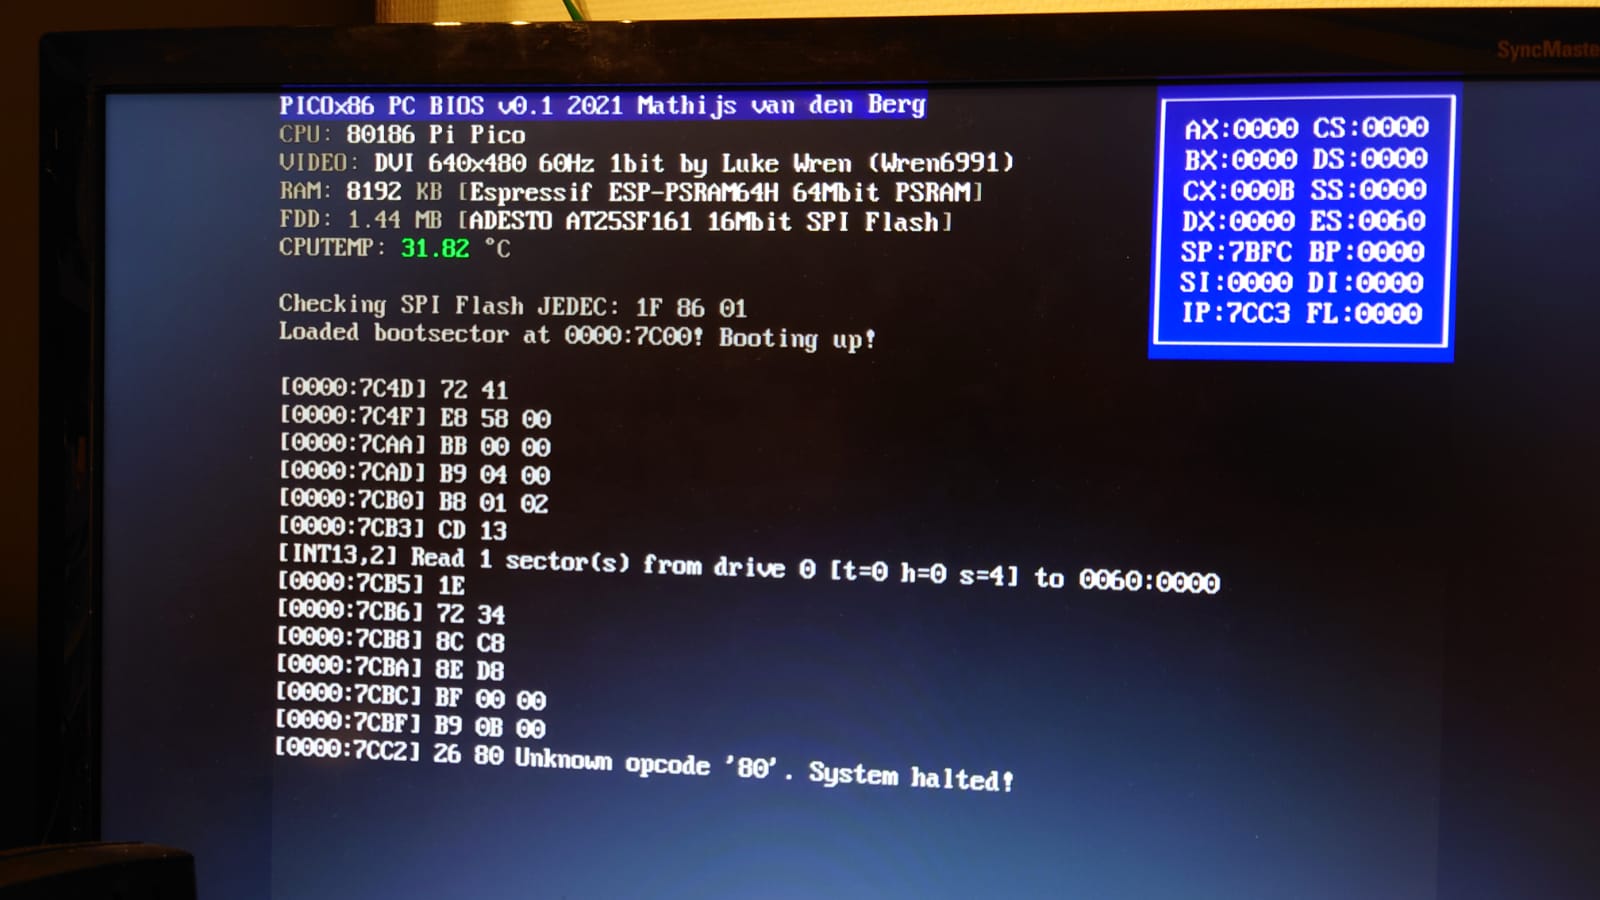 SyncMaste
PICOx86 PC BIOS v0.1 2021 Mathijs van den Berg
CPU: 80186 Pi Pico
VIDEO: DVI 640x480 60Hz 1bit by Luke Wren (Wren6991)
RAM: 8192 KB [Espressif ESP-PSRAM64H 64Mbit PSRAM]
FDD: 1.44 MB [ADESTO AT25SF161 16Mbit SPI Flash]
CPUTEMP: 31.82 °C
Checking SPI Flash JEDEC: 1F 86 01
Loaded bootsector at 0000:7C00! Booting up!
[0000:7C4D] 72 41
[0000:7C4F] E8 58 00
[0000:7CAA] BB 00 00
[0000:7CAD] B9 04 00
[0000:7CB0] B8 01 02
[0000:7CB3] CD 13
[INT13,2] Read 1 sector(s) from drive 0 [t=0 h=0 s=4] to 0060:0000
[0000:7CB5] 1E
[0000:7CB6] 72 34
[0000:7CB8] 8C C8
[0000:7CBA] 8E D8
[0000:7CBC] BF 00 00
[0000:7CBF] B9 0B 00
[0000:7CC2] 26 80 Unknown opcode '80'. System halted!
AX:0000 CS:0000
BX:0000 DS:0000
CX:000B SS:0000
DX:0000 ES:0060
SP:7BFC BP:0000
SI:0000 DI:0000
IP:7CC3 FL:0000